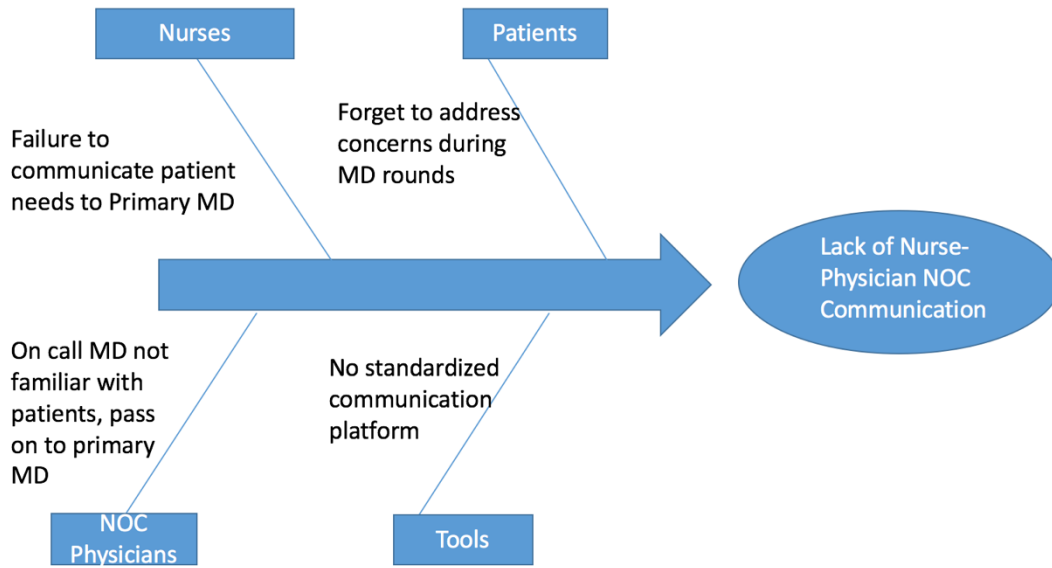 Nurses
Patients
Failure to
communicate patient
needs to Primary MD
Forget to address
concerns during
MD rounds
Lack of Nurse-
Physician NOC
Communication
On call MD not
familiar with
patients, pass
on to primary
MD
No standardized
communication
platform
NOC
Physicians
Tools